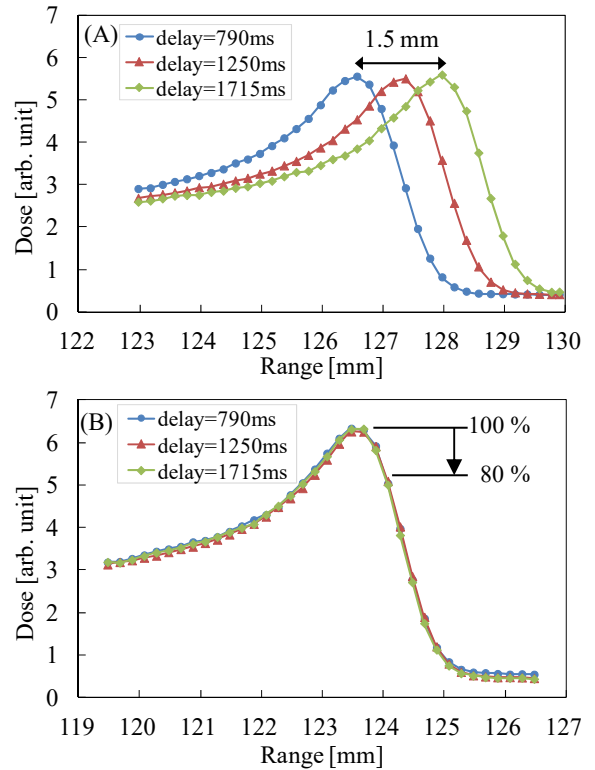 (A)
delay=790ms
delay=1250ms
delay=1715ms
1.5 mm
Dose [arb. unit]
7
6
5
4
3
2
1
0
122 123 124 125 126 127 128 129 130
Range [mm]
(B)
delay=790ms
delay=1250ms
delay=1715ms
100 %
80 %
Dose [arb. unit]
7
6
5
4
3
2
1
0
119 120 121 122 123 124 125 126 127
Range [mm]